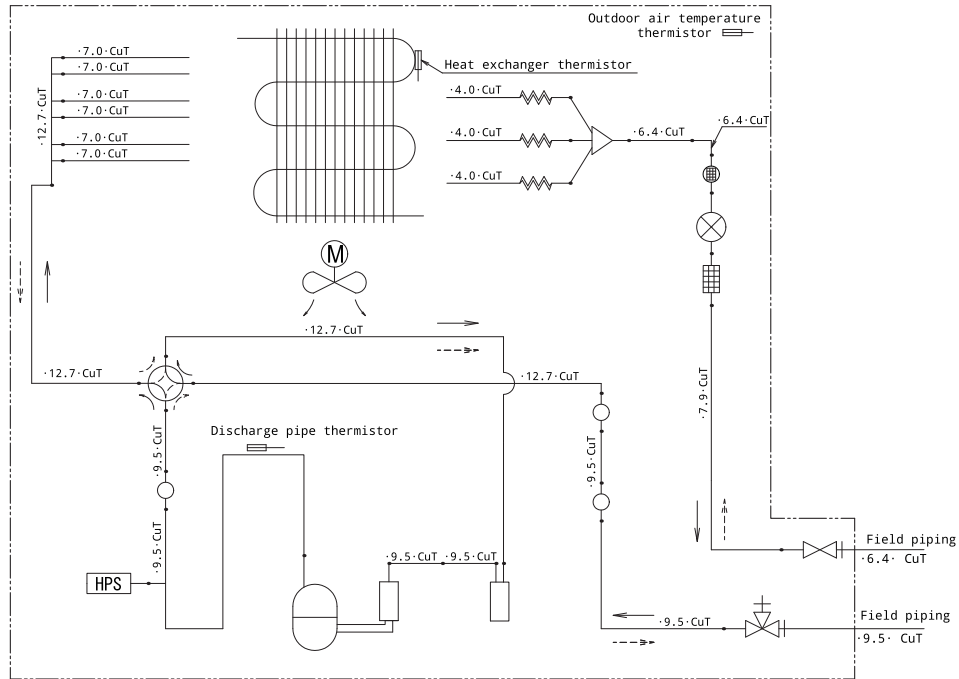 Outdoor air temperature
thermistor
·7.0·CuT
·7.0·CuT
·7.0·CuT
·7.0·CuT
·7.0·CuT
·7.0·CuT
·12.7·CuT
Heat exchanger thermistor
·4.0·CuT
·4.0·CuT
·4.0·CuT
·6.4·CuT
·6.4·CuT
M
·12.7·CuT
·12.7·CuT
·12.7·CuT
·7.9·CuT
Discharge pipe thermistor
·9.5·CuT
·9.5·CuT
·9.5·CuT
HPS
·9.5·CuT
·9.5·CuT
Field piping
·6.4· CuT
Field piping
·9.5·CuT
·9.5· CuT